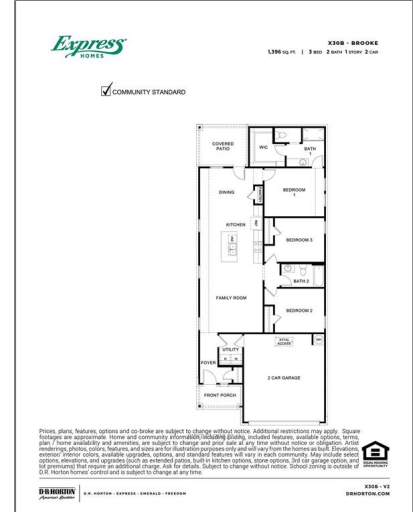 Express
HOMES
X30B - BROOKE
1,396 SQ. FT. | 3 BED 2 BATH 1 STORY 2 CAR
COMMUNITY STANDARD
COVERED
PATIO
WIC
BATH
1
DINING
BEDROOM
1
KITCHEN
BEDROOM 3
BATH 2
FAMILY ROOM
BEDROOM 2
UTILITY
ATTIC
ACCESS
FOYER
2 CAR GARAGE
FRONT PORCH
Prices, plans, features, options and co-broke are subject to change without notice. Additional restrictions may apply. Square
footages are approximate. Home and community information, including pricing, included features, available options, terms,
plan / home availability and amenities, are subject to change and prior sale at any time without notice or obligation. Artist
renderings, photos, colors, features, and sizes are for illustration purposes only and will vary from the homes as built. Elevations,
exterior/ interior colors, available upgrades, options, and standard features will vary in each community. May include select
options, elevations, and upgrades (such as extended patios, built-in kitchen options, stone options, 3rd car garage option, and
lot premiums) that require an additional charge. Ask for details. Subject to change without notice. School zoning is outside of
D.R. Horton homes' control and is subject to change at any time.
EQUAL HOUSING
OPPORTUNITY
D·R·HORTON
America's Builder
D.R. HORTON - EXPRESS - EMERALD - FREEDOM
X30B - V2
DRHORTON.COM